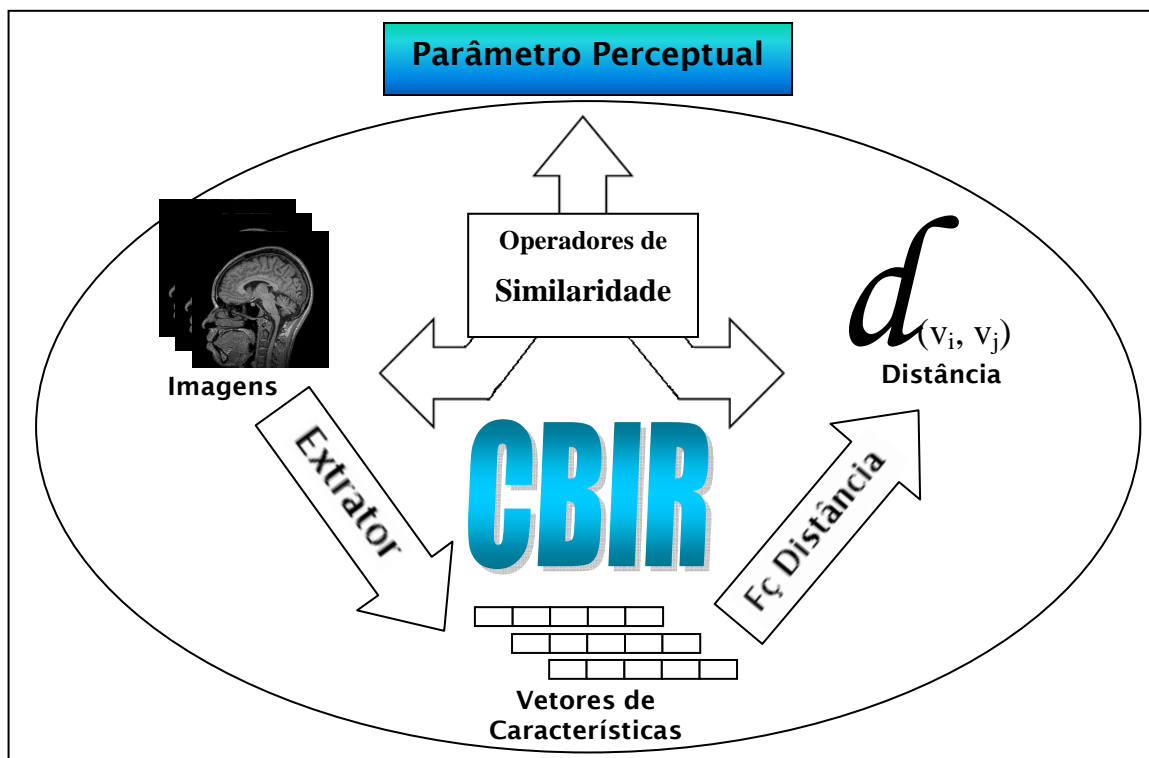 Parâmetro Perceptual
Operadores de
Similaridade
d(vi, vj)
Imagens
Distância
Extrator
CBIR
Fç Distância
Vetores de
Características